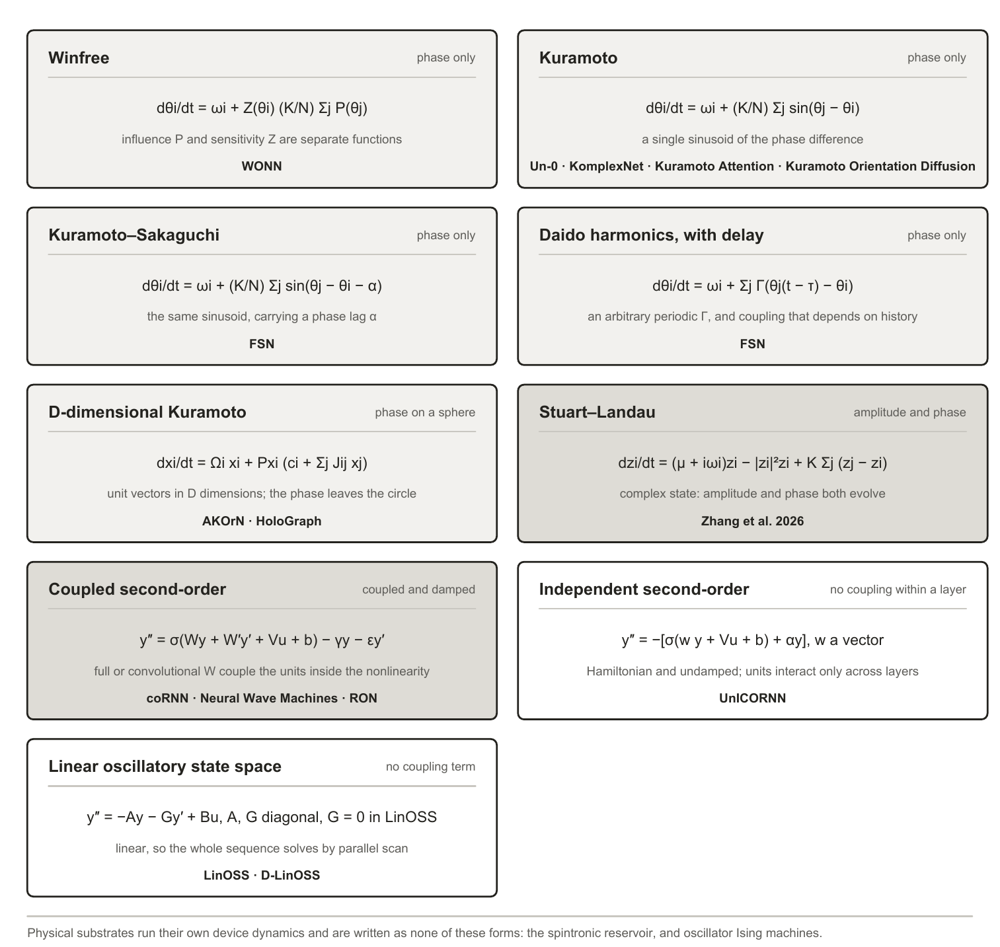 Winfree
phase only
dθi/dt = ωi + Z(θi) (K/N) Σj P(θj)
influence P and sensitivity Z are separate functions
WONN
Kuramoto
phase only
dθi/dt = ωi + (K/N) Σj sin(θj − θi)
a single sinusoid of the phase difference
Un-0 · KomplexNet · Kuramoto Attention · Kuramoto Orientation Diffusion
Kuramoto–Sakaguchi
phase only
dθi/dt = ωi + (K/N) Σj sin(θj − θi − α)
the same sinusoid, carrying a phase lag α
FSN
Daido harmonics, with delay
phase only
dθi/dt = ωi + Σj Γ(θj(t − τ) − θi)
an arbitrary periodic Γ, and coupling that depends on history
FSN
D-dimensional Kuramoto
phase on a sphere
dxi/dt = Ωi xi + Pxi (ci + Σj Jij xj)
unit vectors in D dimensions; the phase leaves the circle
AKOrN · HoloGraph
Stuart–Landau
amplitude and phase
dzi/dt = (μ + iωi)zi − |zi|²zi + K Σj (zj − zi)
complex state: amplitude and phase both evolve
Zhang et al. 2026
Coupled second-order
coupled and damped
y″ = σ(Wy + W′y′ + Vu + b) − γy − εy′
full or convolutional W couple the units inside the nonlinearity
coRNN · Neural Wave Machines · RON
Independent second-order
no coupling within a layer
y″ = −[σ(w y + Vu + b) + αy], w a vector
Hamiltonian and undamped; units interact only across layers
UnICORNN
Linear oscillatory state space
no coupling term
y″ = −Ay − Gy′ + Bu, A, G diagonal, G = 0 in LinOSS
linear, so the whole sequence solves by parallel scan
LinOSS · D-LinOSS
Physical substrates run their own device dynamics and are written as none of these forms: the spintronic reservoir, and oscillator Ising machines.